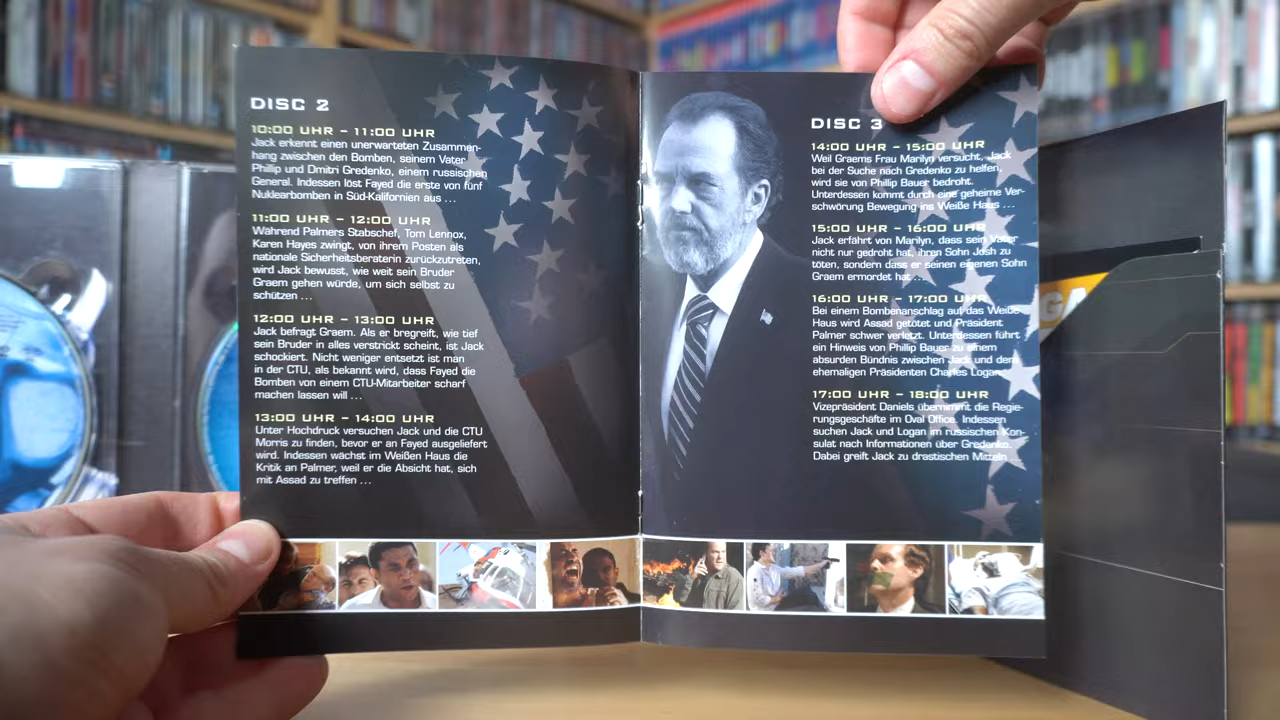 DISC 2
10:00 UHR – 11:00 UHR
Jack erkennt einen unerwarteten Zusammen-
hang zwischen den Bomben, seinem Vater
Phillip und Dmitri Gredenko, einem russischen
General. Indessen löst Fayed die erste von fünf
Nuklearbomben in Süd-Kalifornien aus ...
11:00 UHR – 12:00 UHR
Während Palmers Stabschef, Tom Lennox,
Karen Hayes zwingt, von ihrem Posten als
nationale Sicherheitsberaterin zurückzutreten,
wird Jack bewusst, wie weit sein Bruder
Graem gehen würde, um sich selbst zu
schützen ...
12:00 UHR – 13:00 UHR
Jack befragt Graem. Als er begreift, wie tief
sein Bruder in alles verstrickt scheint, ist Jack
schockiert. Nicht weniger entsetzt ist man
in der CTU, als bekannt wird, dass Fayed die
Bomben von einem CTU-Mitarbeiter scharf
machen lassen will ...
13:00 UHR – 14:00 UHR
Unter Hochdruck versuchen Jack und die CTU
Morris zu finden, bevor er an Fayed ausgeliefert
wird. Indessen wächst im Weißen Haus die
Kritik an Palmer, weil er die Absicht hat, sich
mit Assad zu treffen ...
DISC 3
14:00 UHR – 15:00 UHR
Weil Graems Frau Marilyn versucht, Jack
bei der Suche nach Gredenko zu helfen,
wird sie von Phillip Bauer bedroht.
Unterdessen kommt durch eine geheime Ver-
schwörung Bewegung ins Weiße Haus ...
15:00 UHR – 16:00 UHR
Jack erfährt von Marilyn, dass sein Vater
nicht nur gedroht hat, ihren Sohn Josh zu
töten, sondern dass er seinen eigenen Sohn
Graem ermordet hat ...
16:00 UHR – 17:00 UHR
Bei einem Bombenanschlag auf das Weiße
Haus wird Assad getötet und Präsident
Palmer schwer verletzt. Unterdessen führt
ein Hinweis von Phillip Bauer zu einem
absurden Bündnis zwischen Jack und dem
ehemaligen Präsidenten Charles Logan ...
17:00 UHR – 18:00 UHR
Vizepräsident Daniels übernimmt die Regie-
rungsgeschäfte im Oval Office. Indessen
suchen Jack und Logan im russischen Kon-
sulat nach Informationen über Gredenko.
Dabei greift Jack zu drastischen Mitteln ...